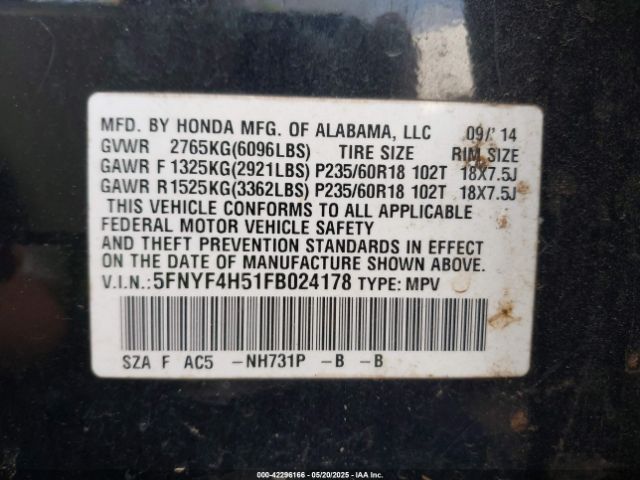 MFD. BY HONDA MFG. OF ALABAMA, LLC 09/'14
GVWR 2765KG(6096LBS) TIRE SIZE RIM SIZE
GAWR F 1325KG(2921LBS) P235/60R18 102T 18X7.5J
GAWR R 1525KG(3362LBS) P235/60R18 102T 18X7.5J
THIS VEHICLE CONFORMS TO ALL APPLICABLE
FEDERAL MOTOR VEHICLE SAFETY
AND THEFT PREVENTION STANDARDS IN EFFECT
ON THE DATE OF MANUFACTURE SHOWN ABOVE.
V.I.N.: 5FNYF4H51FB024178 TYPE: MPV
SZA F AC5 -NH731P -B -B
000-42296166 - 05/20/2025 - IAA Inc.